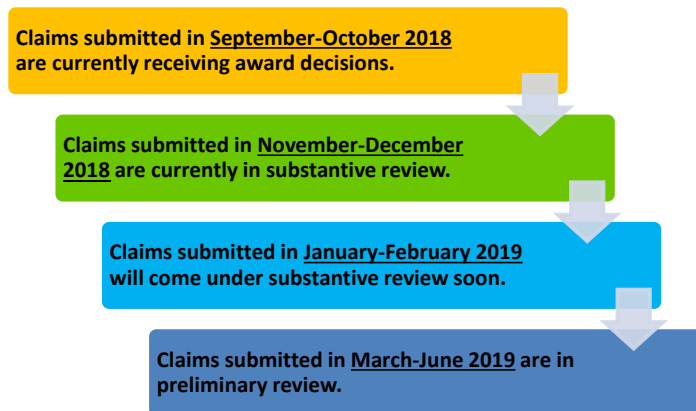 Claims submitted in September-October 2018
are currently receiving award decisions.
Claims submitted in November-December
2018 are currently in substantive review.
Claims submitted in January-February 2019
will come under substantive review soon.
Claims submitted in March-June 2019 are in
preliminary review.